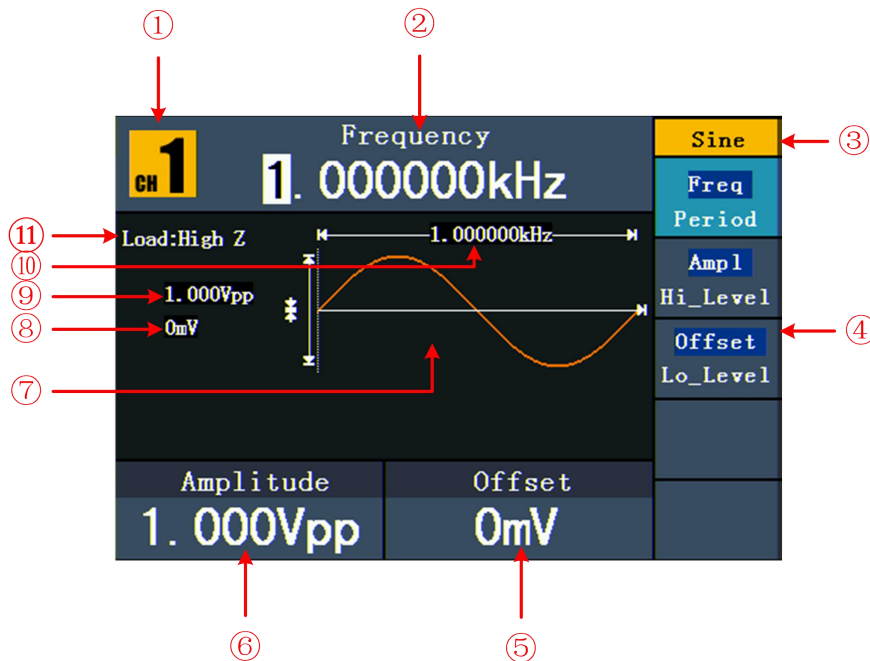 ① ②
CH 1
Frequency
1.000000kHz
Sine ③
Freq
Period
⑪ Load:High Z
1.000000kHz
⑩
Ampl
Hi_Level
⑨ 1.000Vpp
⑧ 0mV
Offset
Lo_Level
④
⑦
Amplitude
1.000Vpp
Offset
0mV
⑥ ⑤